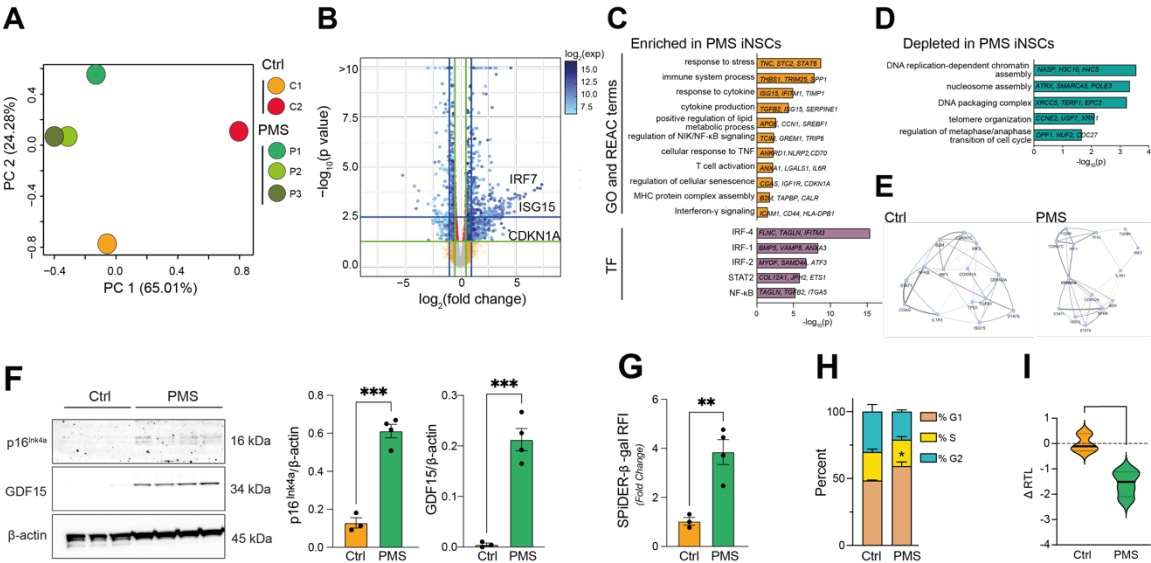 A
PC 2 (24.28%)
0.4
0.0
−0.4
−0.8
−0.4
0.0
0.4
0.8
PC 1 (65.01%)
Ctrl
C1
C2
PMS
P1
P2
P3
B
−log10(p value)
>10
10.0
7.5
5.0
2.5
0.0
−5
0
5
log2(fold change)
log2(exp)
15.0
12.5
10.0
7.5
IRF7
ISG15
CDKN1A
C
Enriched in PMS iNSCs
GO and REAC terms
response to stress
TNC, STC2, STAT6
immune system process
THBS1, TRIM25, SPP1
response to cytokine
ISG15, IFITM1, TIMP1
cytokine production
TGFB2, ISG15, SERPINE1
positive regulation of lipid
metabolic process
APOE, CCN1, SREBF1
regulation of NIK/NF-κB signaling
TCIM, GREM1, TRIP6
cellular response to TNF
ANKRD1,NLRP2,CD70
T cell activation
ANXA1, LGALS1, IL6R
regulation of cellular senescence
CGAS, IGF1R, CDKN1A
MHC protein complex assembly
B2M, TAPBP, CALR
Interferon-γ signaling
ICAM1, CD44, HLA-DPB1
TF
IRF-4
FLNC, TAGLN, IFITM3
IRF-1
BMP5, VAMP8, ANXA3
IRF-2
MYOF, SAMD4A, ATF3
STAT2
COL12A1, JPH2, ETS1
NF-κB
TAGLN, TGFB2, ITGA5
0
5
10
15
-log10(p)
D
Depleted in PMS iNSCs
DNA replication-dependent chromatin
assembly
NASP, H3C10, H4C5
nucleosome assembly
ATRX, SMARCA5, POLE3
DNA packaging complex
XRCC5, TERF1, EPC2
telomere organization
CCNE2, USP7, XRN1
regulation of metaphase/anaphase
transition of cell cycle
DPF1, NUF2, CDC27
0
1
2
3
4
-log10(p)
E
Ctrl
PMS
F
Ctrl
PMS
p16Ink4a
16 kDa
GDF15
34 kDa
β-actin
45 kDa
p16Ink4a/β-actin
0.8
0.6
0.4
0.2
0.0
***
Ctrl
PMS
GDF15/β-actin
0.3
0.2
0.1
0.0
***
Ctrl
PMS
G
SPiDER-β -gal RFI
(Fold Change)
6
4
2
0
**
Ctrl
PMS
H
Percent
100
50
0
*
Ctrl
PMS
% G1
% S
% G2
I
Δ RTL
1
0
-1
-2
-3
-4
Ctrl
PMS